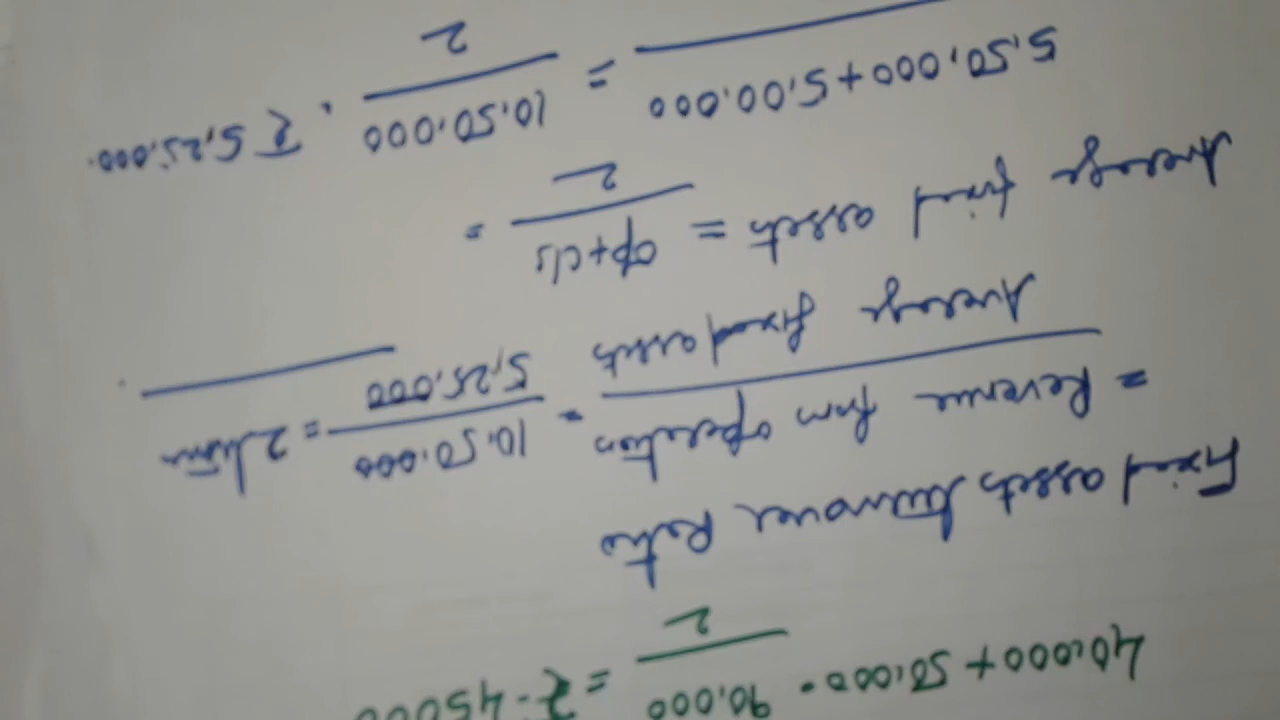 40,000 + 50,000 = 90,000 / 2 = ₹ 45000
Fixed assets turnover Ratio
= Revenue from operation / Average fixed assets = 10,50,000 / 5,25,000 = 2 times
Average fixed assets = op + cls / 2 =
5,50,000 + 5,00,000 = 10,50,000 / 2 = ₹ 5,25,000.